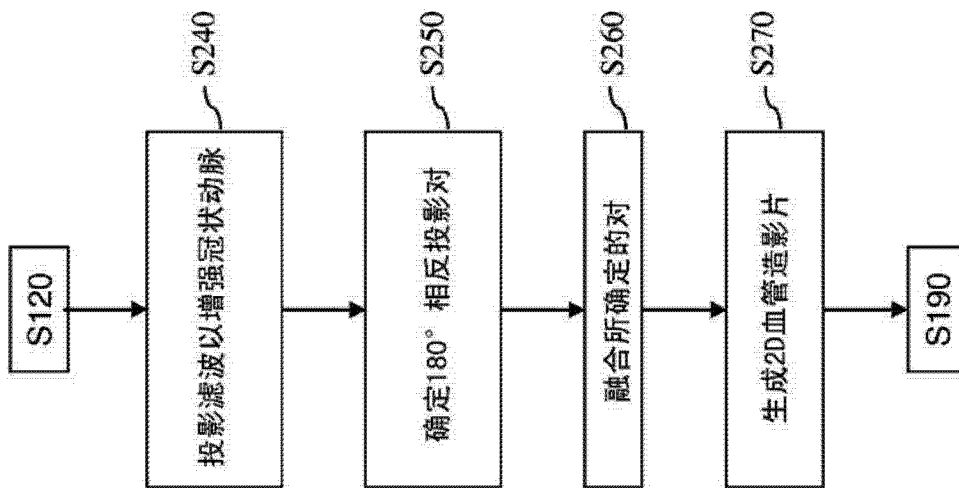 S120
投影滤波以增强冠状动脉
S240
确定180°相反投影对
S250
融合所确定的对
S260
生成2D血管造影片
S270
S190